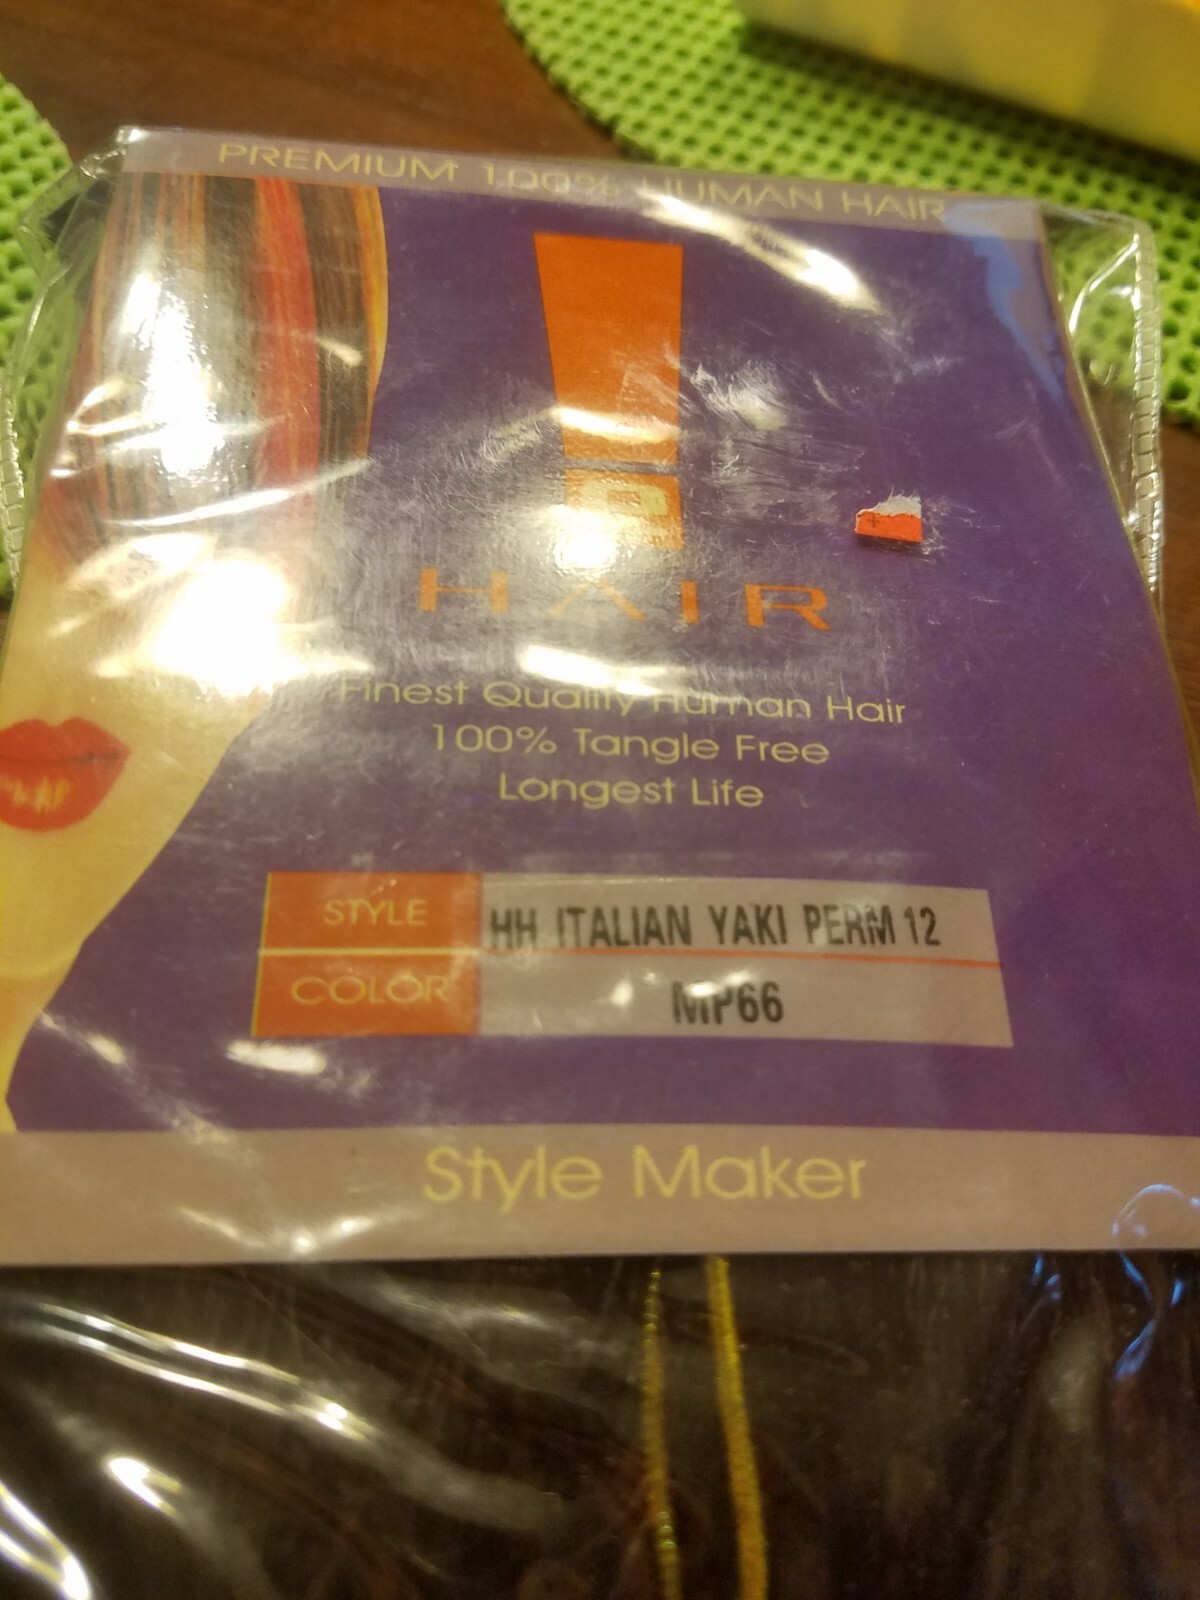 PREMIUM 100% HUMAN HAIR
HAIR
Finest Quality Human Hair
100% Tangle Free
Longest Life
STYLE HH ITALIAN YAKI PERM 12
COLOR MP66
Style Maker